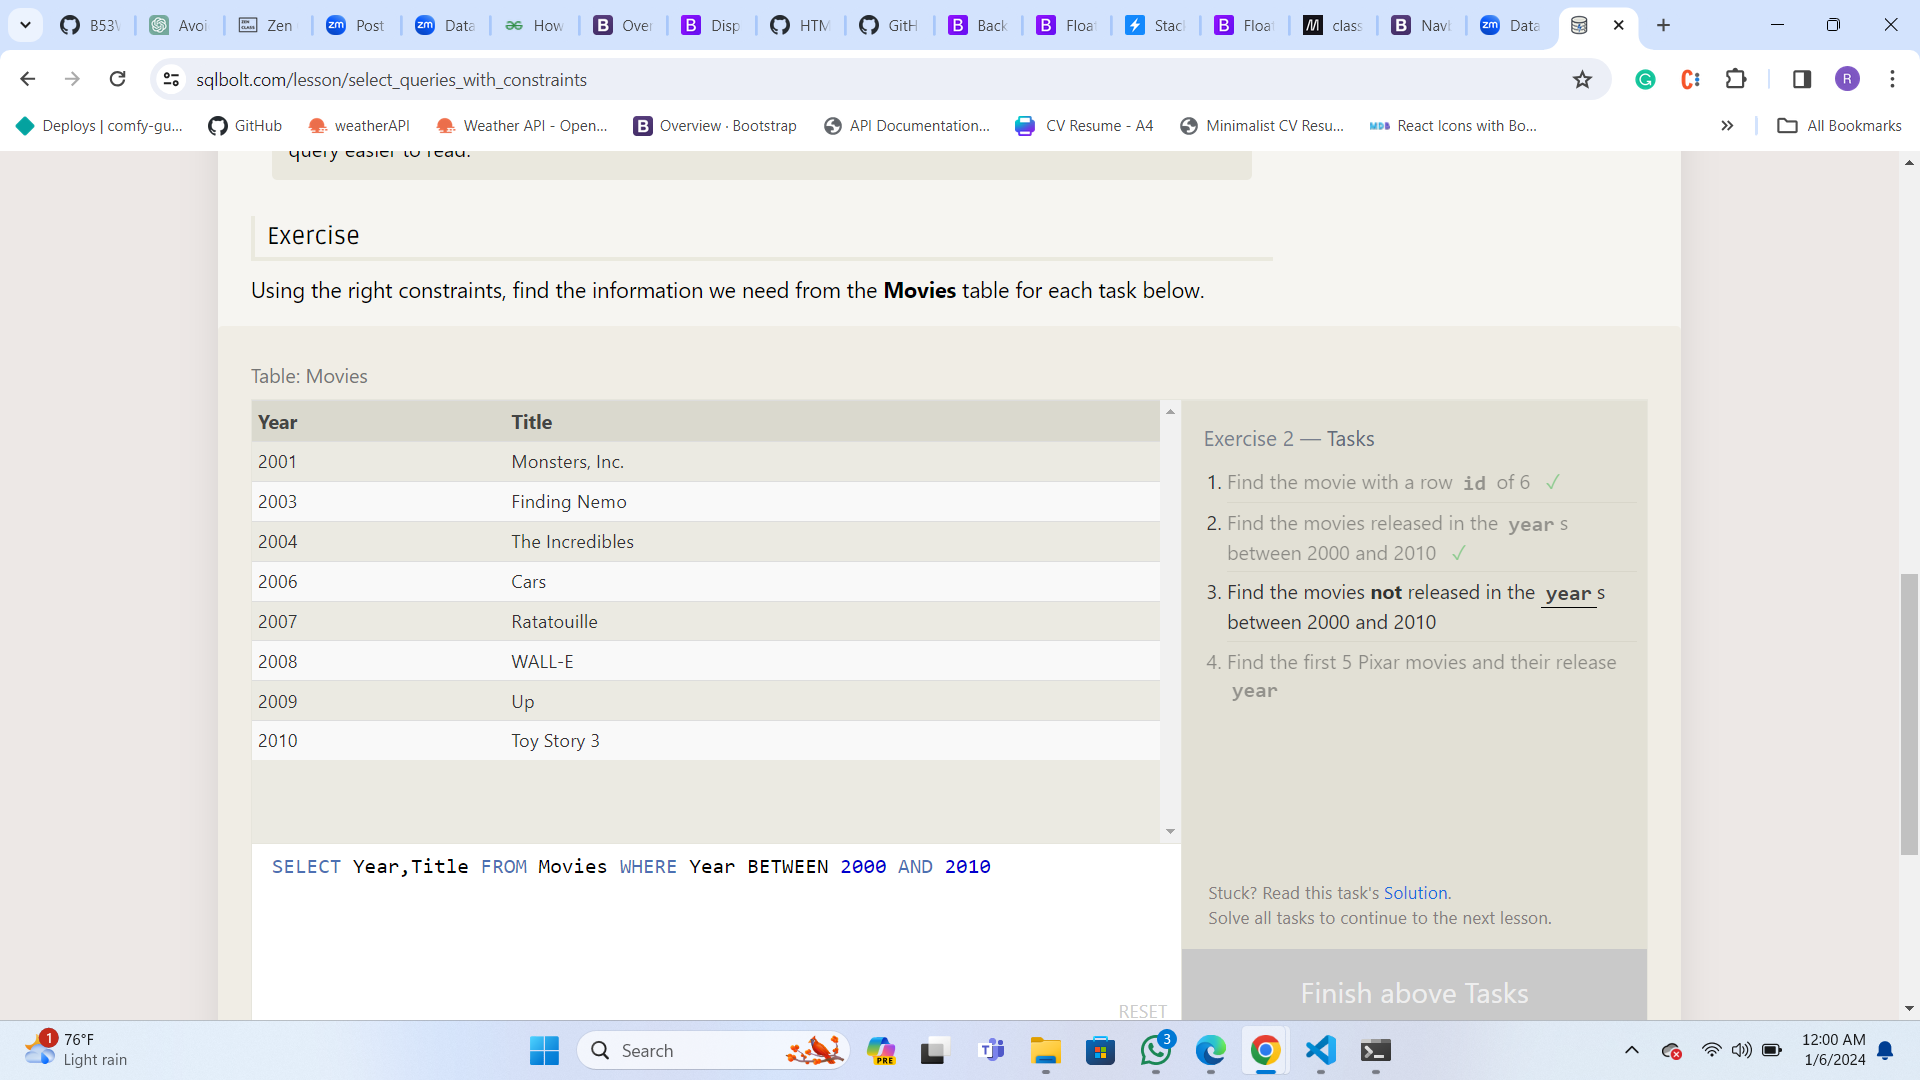 B53V
Avoi
Zen
Post
Data
How
Over
Disp
HTM
GitH
Back
Float
Stac
Float
class
Navb
Data
sqlbolt.com/lesson/select_queries_with_constraints
R
Deploys | comfy-gu...
GitHub
weatherAPI
Weather API - Open...
Overview · Bootstrap
API Documentation...
CV Resume - A4
Minimalist CV Resu...
React Icons with Bo...
All Bookmarks
query easier to read.
Exercise
Using the right constraints, find the information we need from the Movies table for each task below.
Table: Movies
Year Title
2001 Monsters, Inc.
2003 Finding Nemo
2004 The Incredibles
2006 Cars
2007 Ratatouille
2008 WALL-E
2009 Up
2010 Toy Story 3
SELECT Year,Title FROM Movies WHERE Year BETWEEN 2000 AND 2010
RESET
Exercise 2 — Tasks
1. Find the movie with a row id of 6 ✓
2. Find the movies released in the years
between 2000 and 2010 ✓
3. Find the movies not released in the years
between 2000 and 2010
4. Find the first 5 Pixar movies and their release
year
Stuck? Read this task's Solution.
Solve all tasks to continue to the next lesson.
Finish above Tasks
1
76°F
Light rain
Search
PRE
3
12:00 AM
1/6/2024